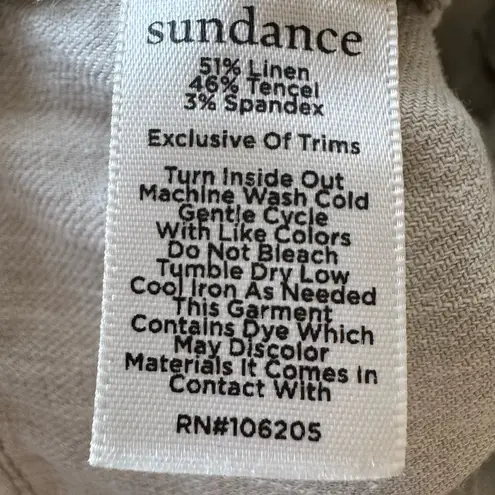 sundance
51% Linen
46% Tencel
3% Spandex
Exclusive Of Trims
Turn Inside Out
Machine Wash Cold
Gentle Cycle
With Like Colors
Do Not Bleach
Tumble Dry Low
Cool Iron As Needed
This Garment
Contains Dye Which
May Discolor
Materials It Comes In
Contact With
RN#106205